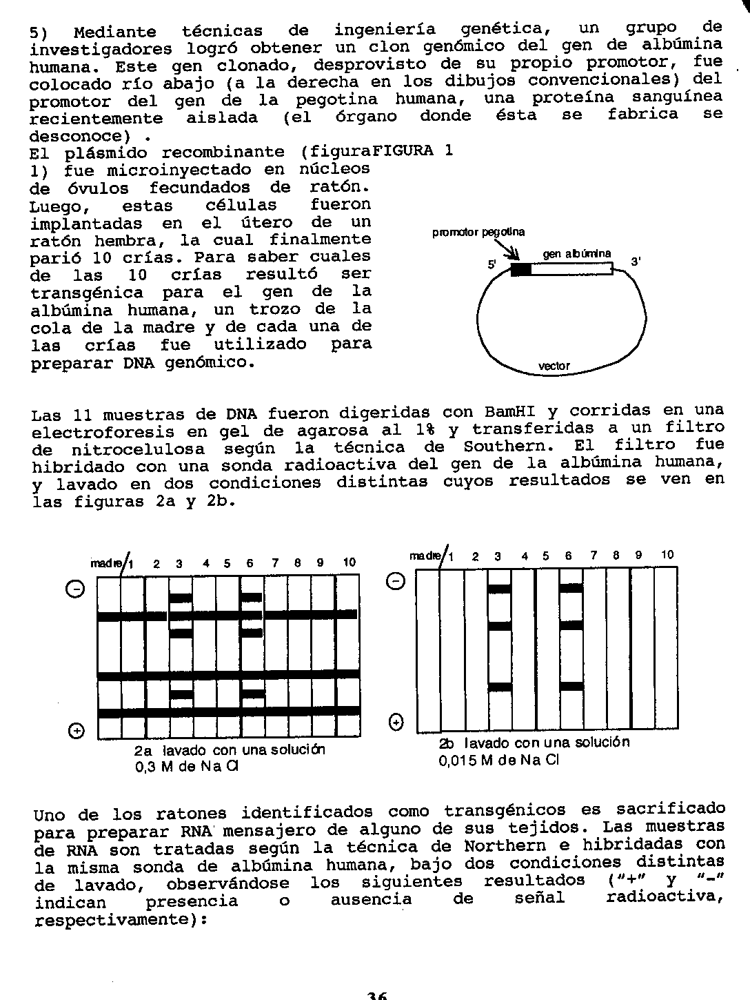 5) Mediante técnicas de ingeniería genética, un grupo de
investigadores logró obtener un clon genómico del gen de albúmina
humana. Este gen clonado, desprovisto de su propio promotor, fue
colocado río abajo (a la derecha en los dibujos convencionales) del
promotor del gen de la pegotina humana, una proteína sanguínea
recientemente aislada (el órgano donde ésta se fabrica se
desconoce) .
El plásmido recombinante (figura
1) fue microinyectado en núcleos
de óvulos fecundados de ratón.
Luego, estas células fueron
implantadas en el útero de un
ratón hembra, la cual finalmente
parió 10 crías. Para saber cuales
de las 10 crías resultó ser
transgénica para el gen de la
albúmina humana, un trozo de la
cola de la madre y de cada una de
las crías fue utilizado para
preparar DNA genómico.
FIGURA 1
promotor pegotina
gen albúmina
5' 3'
vector
Las 11 muestras de DNA fueron digeridas con BamHI y corridas en una
electroforesis en gel de agarosa al 1% y transferidas a un filtro
de nitrocelulosa según la técnica de Southern. El filtro fue
hibridado con una sonda radioactiva del gen de la albúmina humana,
y lavado en dos condiciones distintas cuyos resultados se ven en
las figuras 2a y 2b.
madre/1 2 3 4 5 6 7 8 9 10
-
+
2a lavado con una solución
0,3 M de Na Cl
madre/1 2 3 4 5 6 7 8 9 10
-
+
2b lavado con una solución
0,015 M de Na Cl
Uno de los ratones identificados como transgénicos es sacrificado
para preparar RNA mensajero de alguno de sus tejidos. Las muestras
de RNA son tratadas según la técnica de Northern e hibridadas con
la misma sonda de albúmina humana, bajo dos condiciones distintas
de lavado, observándose los siguientes resultados ("+" y "-"
indican presencia o ausencia de señal radioactiva,
respectivamente):
36